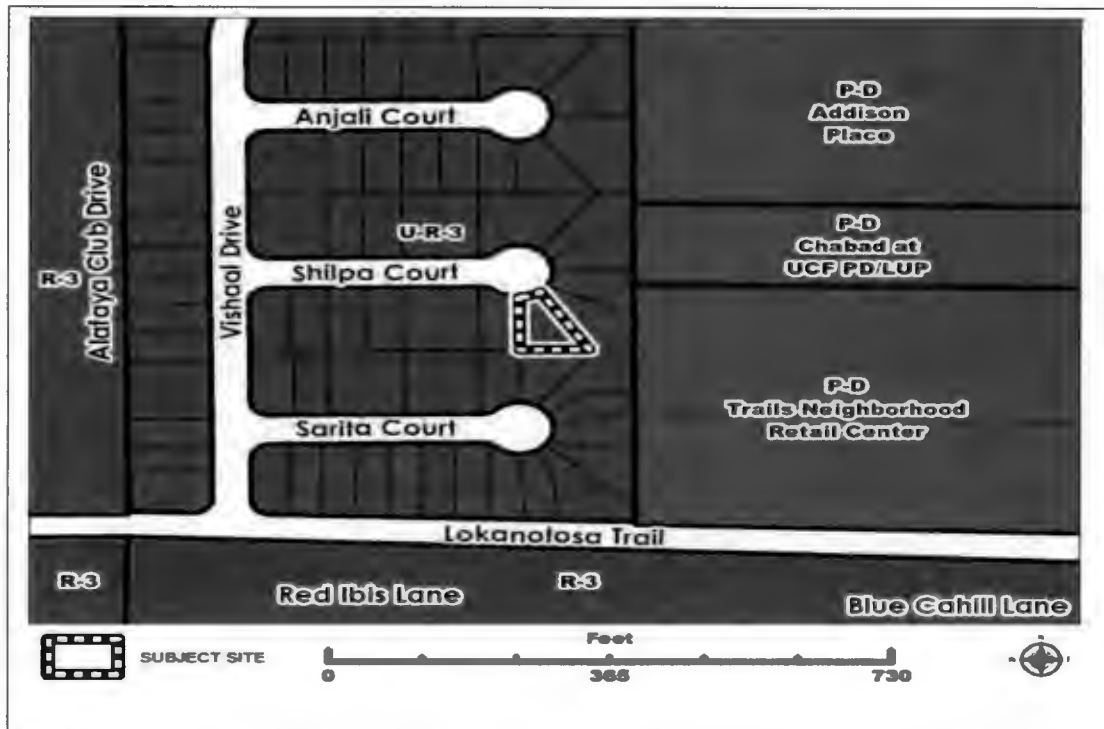 Anjali Court
P-D
Addison
Place
Alafaya Club Drive
R-3
Vishaal Drive
U-R-3
Shilpa Court
P-D
Chabad at
UCF PD/LUP
P-D
Trails Neighborhood
Retail Center
Sarita Court
Lokanotosa Trail
R-3
Red Ibis Lane
R-3
Blue Cahill Lane
SUBJECT SITE
Feet
0
365
730